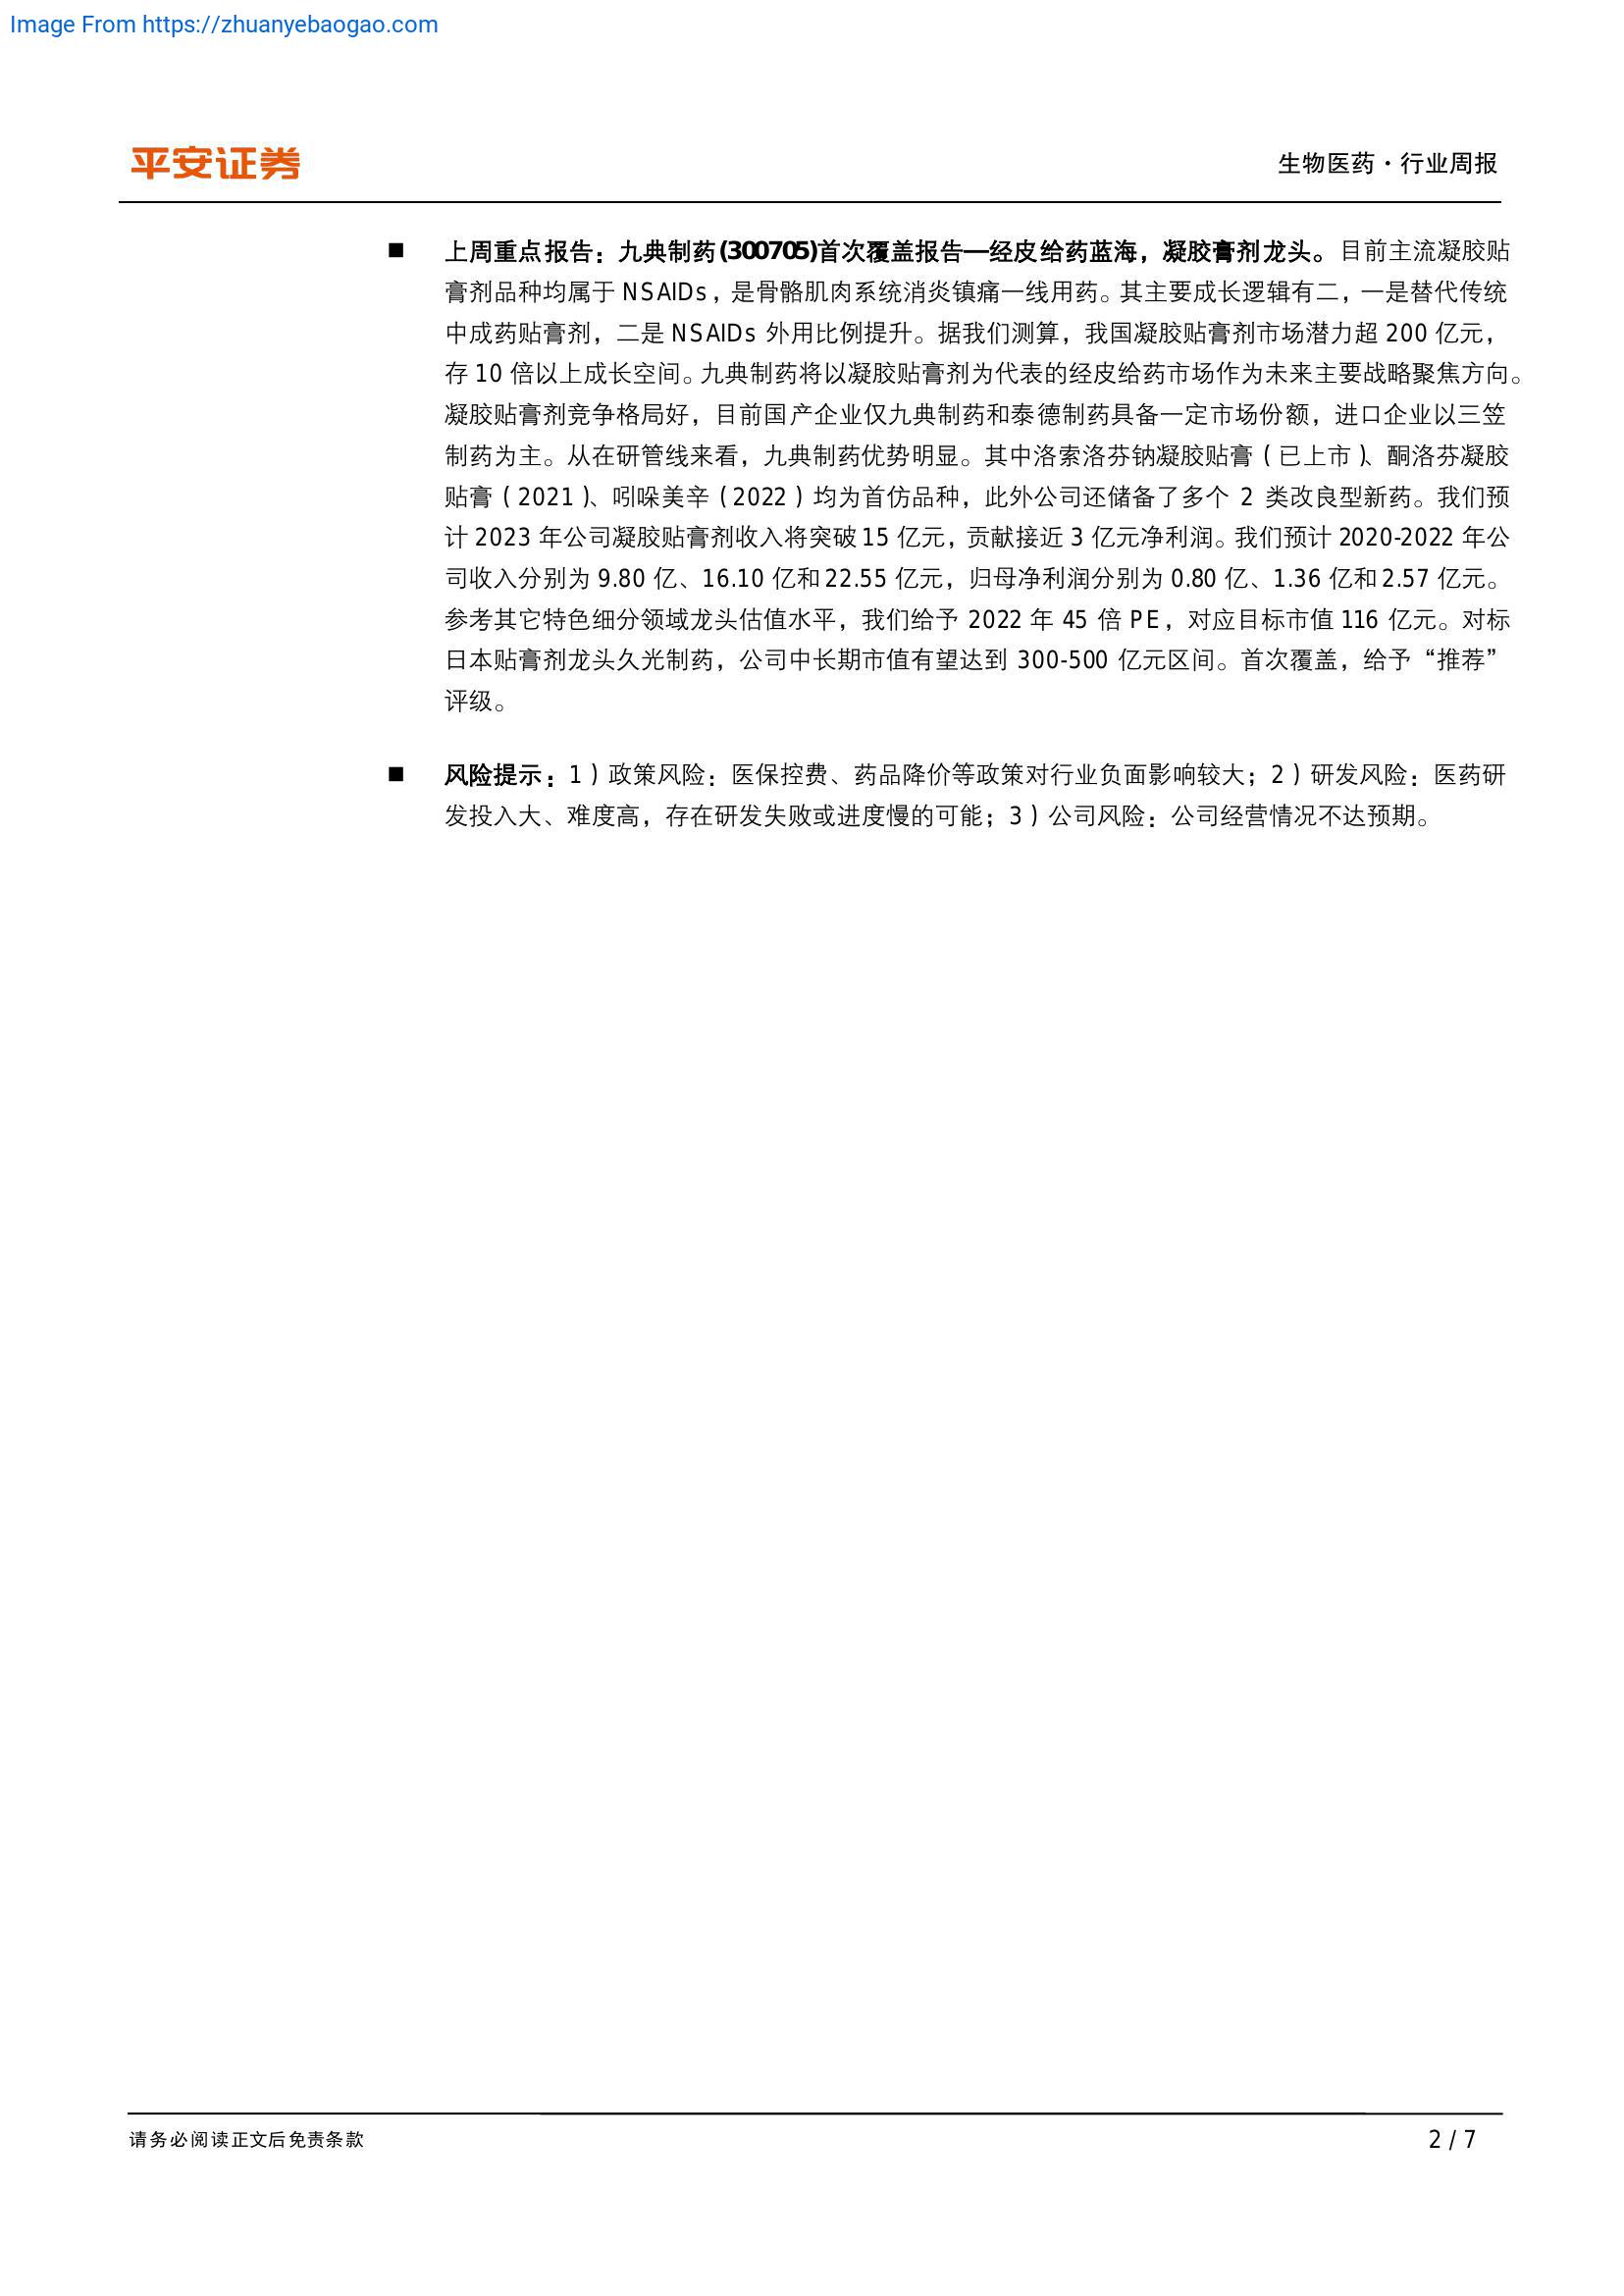 Image From https://zhuanyebaogao.com
平安证券
生物医药·行业周报
■ 上周重点报告：九典制药(300705)首次覆盖报告—经皮给药蓝海，凝胶膏剂龙头。目前主流凝胶贴
膏剂品种均属于 NSAIDs，是骨骼肌肉系统消炎镇痛一线用药。其主要成长逻辑有二，一是替代传统
中成药贴膏剂，二是 NSAIDs 外用比例提升。据我们测算，我国凝胶贴膏剂市场潜力超 200 亿元，
存 10 倍以上成长空间。九典制药将以凝胶贴膏剂为代表的经皮给药市场作为未来主要战略聚焦方向。
凝胶贴膏剂竞争格局好，目前国产企业仅九典制药和泰德制药具备一定市场份额，进口企业以三笠
制药为主。从在研管线来看，九典制药优势明显。其中洛索洛芬钠凝胶贴膏（已上市）、酮洛芬凝胶
贴膏（2021）、吲哚美辛（2022）均为首仿品种，此外公司还储备了多个 2 类改良型新药。我们预
计 2023 年公司凝胶贴膏剂收入将突破 15 亿元，贡献接近 3 亿元净利润。我们预计 2020-2022 年公
司收入分别为 9.80 亿、16.10 亿和 22.55 亿元，归母净利润分别为 0.80 亿、1.36 亿和 2.57 亿元。
参考其它特色细分领域龙头估值水平，我们给予 2022 年 45 倍 PE，对应目标市值 116 亿元。对标
日本贴膏剂龙头久光制药，公司中长期市值有望达到 300-500 亿元区间。首次覆盖，给予“推荐”
评级。
■ 风险提示：1）政策风险：医保控费、药品降价等政策对行业负面影响较大；2）研发风险：医药研
发投入大、难度高，存在研发失败或进度慢的可能；3）公司风险：公司经营情况不达预期。
请务必阅读正文后免责条款
2 / 7